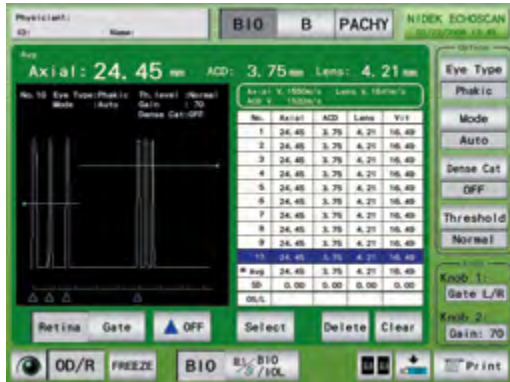 Physician:
ID: Name:
BIO B PACHY
NIDEK ECHOSCAN
Avg
Axial: 24.45 mm ACD: 3.75 mm Lens: 4.21 mm
No.10 Eye Type:Phakic Th.level :Normal
Mode :Auto Gain : 70
Dense Cat:OFF
No. Axial ACD Lens Vit
1 24.45 3.75 4.21 16.49
2 24.45 3.75 4.21 16.49
3 24.45 3.75 4.21 16.49
4 24.45 3.75 4.21 16.49
5 24.45 3.75 4.21 16.49
6 24.45 3.75 4.21 16.49
7 24.45 3.75 4.21 16.49
8 24.45 3.75 4.21 16.49
9 24.45 3.75 4.21 16.49
10 24.45 3.75 4.21 16.49
Avg 24.45 3.75 4.21 16.49
SD 0.00 0.00 0.00 0.00
Option
Eye Type
Phakic
Mode
Auto
Dense Cat
OFF
Threshold
Normal
Knob
Knob 1:
Gate L/R
Knob 2:
Gain: 70
Retina Gate OFF Select Delete Clear
OD/R FREEZE BIO BIO /IOL Print